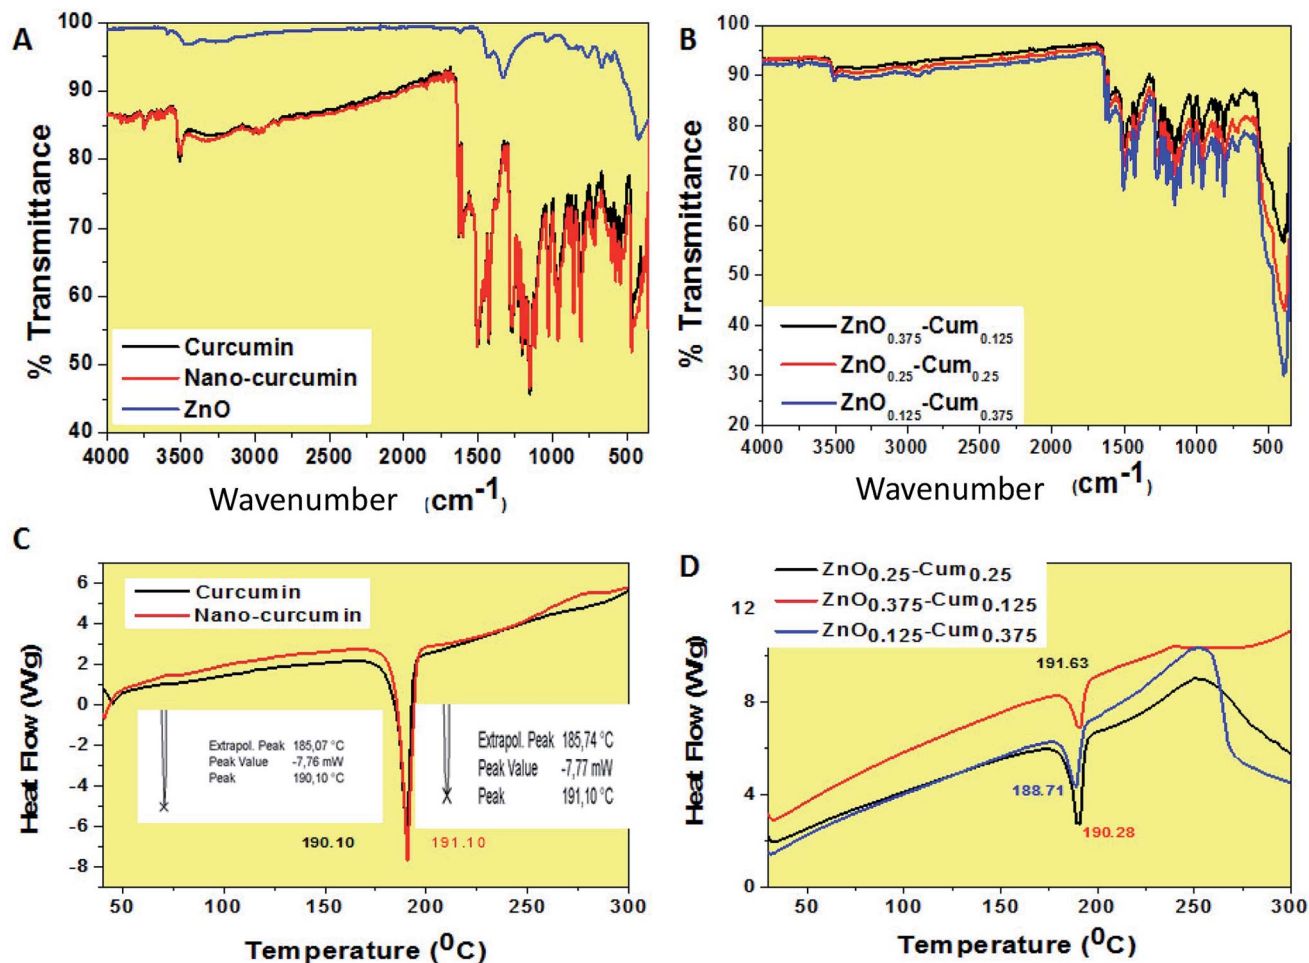 A
100
90
80
70
60
50
40
% Transmittance
Curcumin
Nano-curcumin
ZnO
4000 3500 3000 2500 2000 1500 1000 500
Wavenumber (cm-1)
B
100
90
80
70
60
50
40
30
20
% Transmittance
ZnO0.375-Cum0.125
ZnO0.25-Cum0.25
ZnO0.125-Cum0.375
4000 3500 3000 2500 2000 1500 1000 500
Wavenumber (cm-1)
C
6
4
2
0
-2
-4
-6
-8
Heat Flow (W/g)
Curcumin
Nano-curcumin
Extrapol. Peak 185,07 °C
Peak Value -7,76 mW
Peak 190,10 °C
Extrapol. Peak 185,74 °C
Peak Value -7,77 mW
Peak 191,10 °C
190.10
191.10
50 100 150 200 250 300
Temperature (0C)
D
12
8
4
0
Heat Flow (W/g)
ZnO0.25-Cum0.25
ZnO0.375-Cum0.125
ZnO0.125-Cum0.375
191.63
188.71
190.28
50 100 150 200 250 300
Temperature (0C)